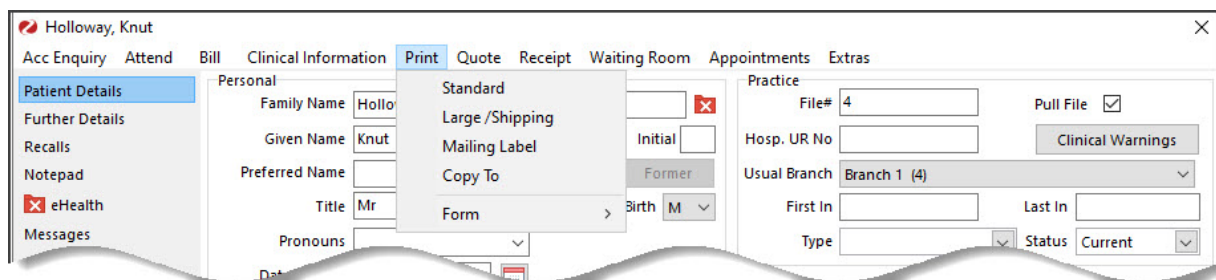 Holloway, Knut
Acc Enquiry Attend Bill Clinical Information Print Quote Receipt Waiting Room Appointments Extras
Patient Details
Further Details
Recalls
Notepad
eHealth
Messages
Personal
Family Name
Given Name Knut Initial
Preferred Name Former
Title Mr Birth M
Pronouns
Standard
Large /Shipping
Mailing Label
Copy To
Form
Practice
File# 4 Pull File
Hosp. UR No Clinical Warnings
Usual Branch Branch 1 (4)
First In Last In
Type Status Current